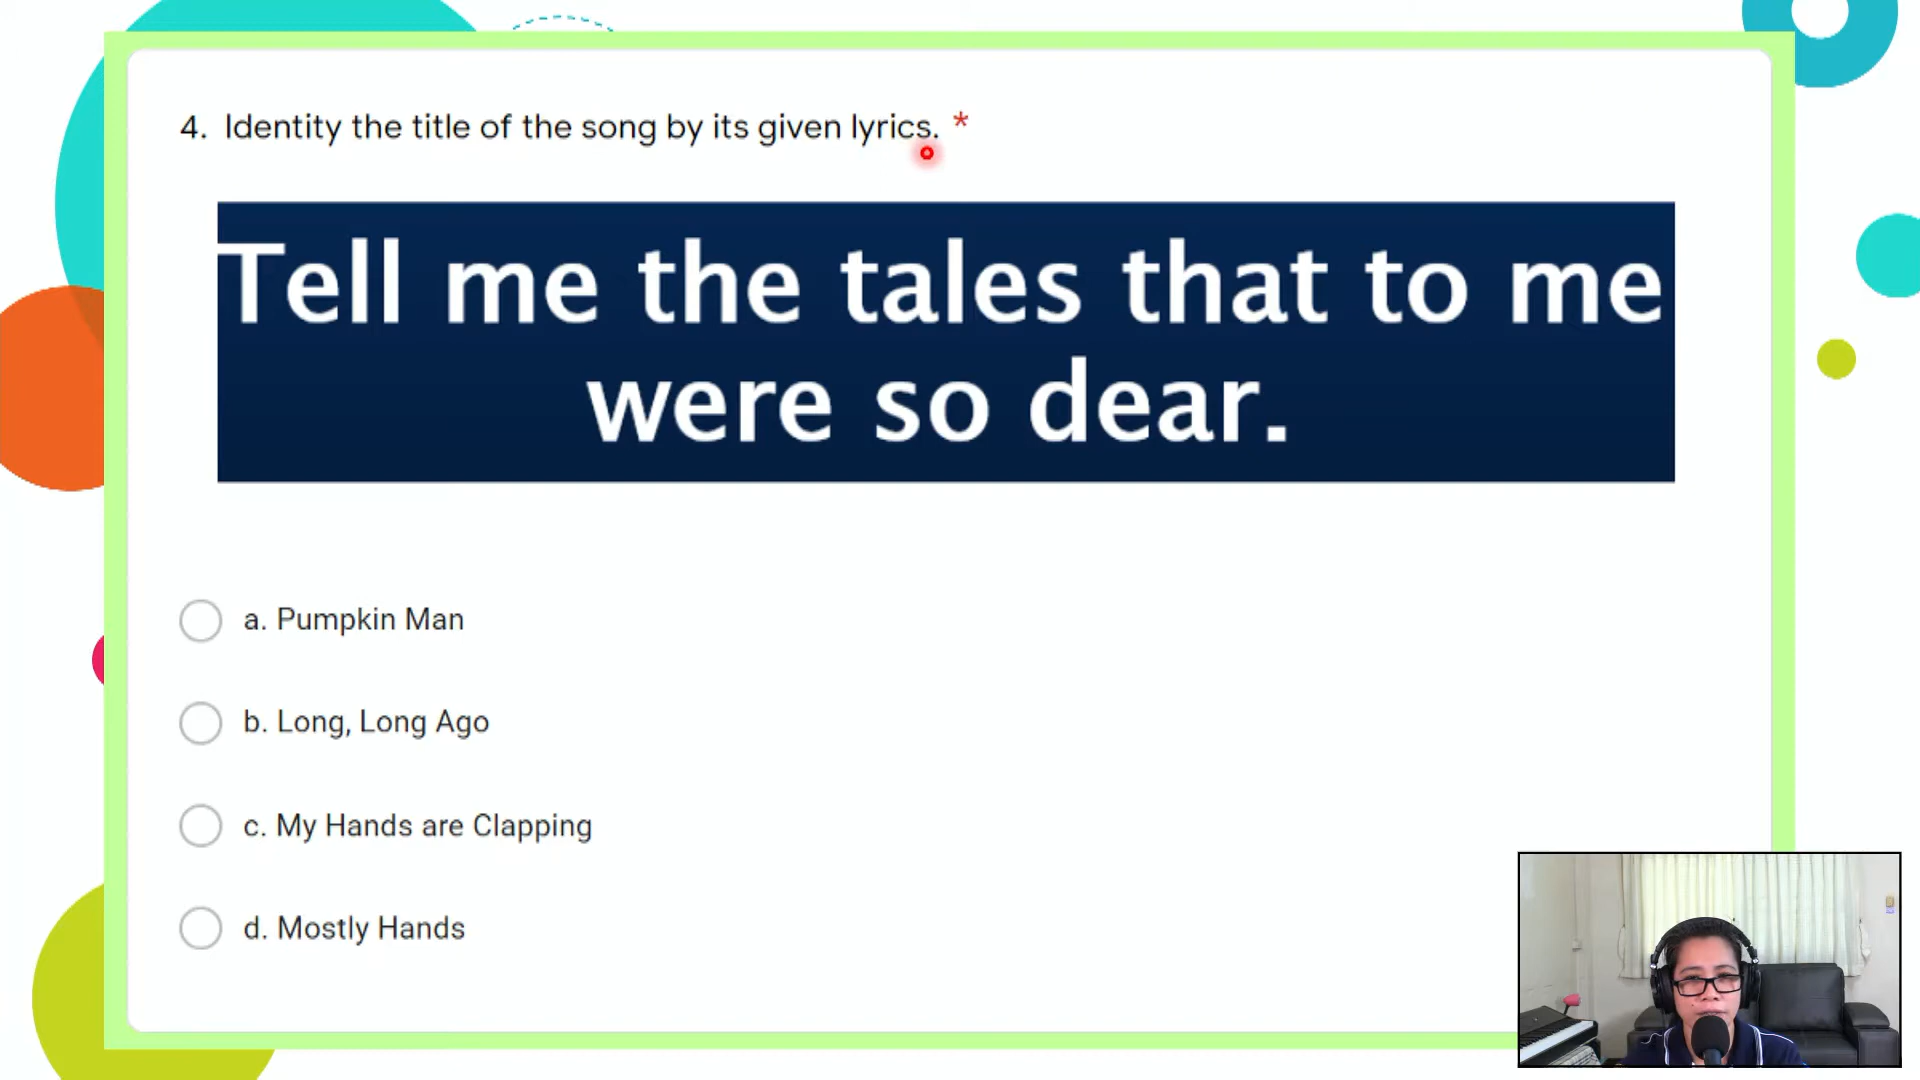 4. Identity the title of the song by its given lyrics. *
Tell me the tales that to me
were so dear.
a. Pumpkin Man
b. Long, Long Ago
c. My Hands are Clapping
d. Mostly Hands